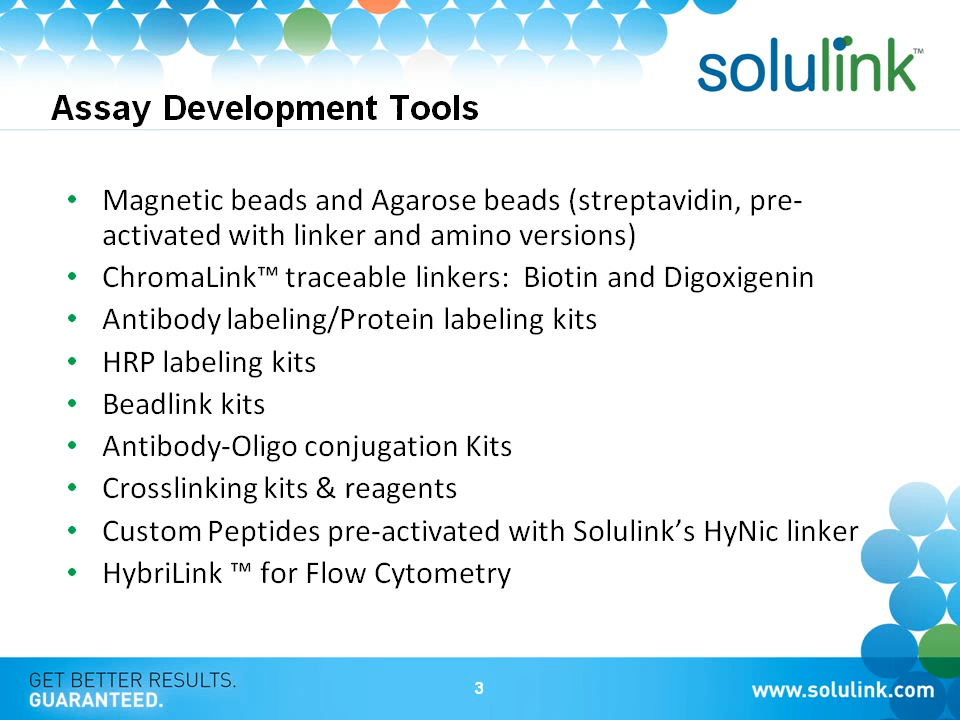 solulink™
Assay Development Tools
• Magnetic beads and Agarose beads (streptavidin, pre-
activated with linker and amino versions)
• ChromaLink™ traceable linkers:  Biotin and Digoxigenin
• Antibody labeling/Protein labeling kits
• HRP labeling kits
• Beadlink kits
• Antibody-Oligo conjugation Kits
• Crosslinking kits & reagents
• Custom Peptides pre-activated with Solulink’s HyNic linker
• HybriLink ™ for Flow Cytometry
GET BETTER RESULTS.
GUARANTEED.
3
www.solulink.com